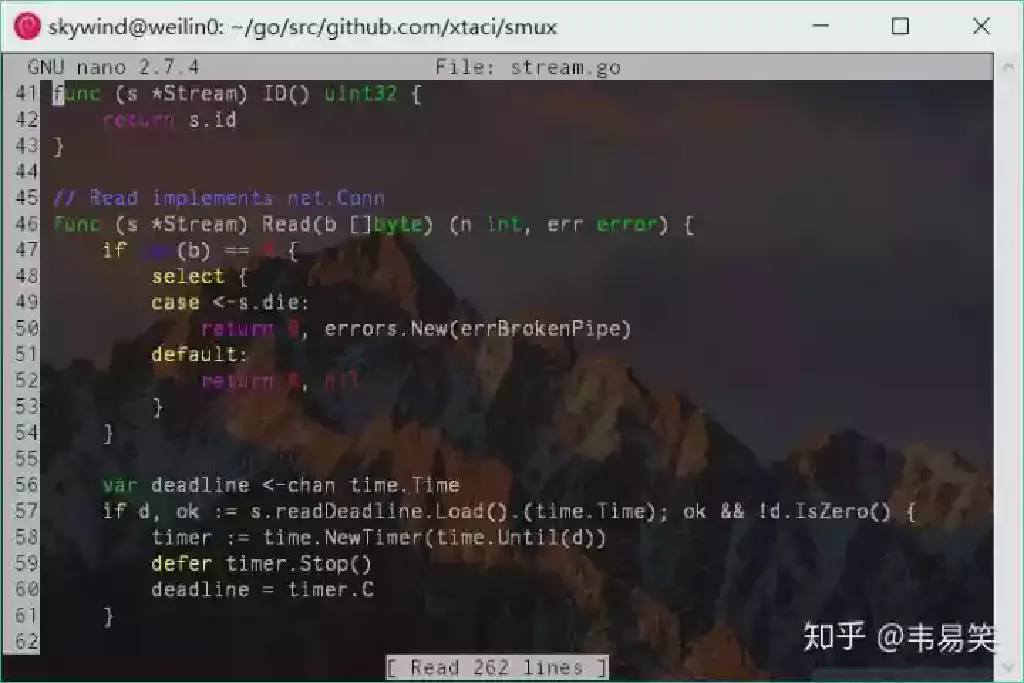 skywind@weilin0: ~/go/src/github.com/xtaci/smux
GNU nano 2.7.4 File: stream.go
41 func (s *Stream) ID() uint32 {
42 return s.id
43 }
44
45 // Read implements net.Conn
46 func (s *Stream) Read(b []byte) (n int, err error) {
47 if (b) == {
48 select {
49 case <-s.die:
50 return 0, errors.New(errBrokenPipe)
51 default:
52 return 0, nil
53 }
54 }
55
56 var deadline <-chan time.Time
57 if d, ok := s.readDeadline.Load().(time.Time); ok && !d.IsZero() {
58 timer := time.NewTimer(time.Until(d))
59 defer timer.Stop()
60 deadline = timer.C
61 }
62
[ Read 262 lines ]
知乎 @韦易笑